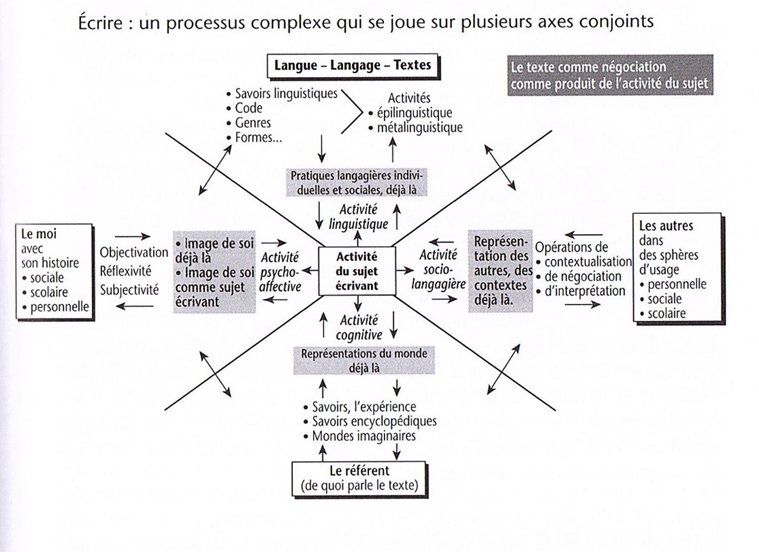 Écrire : un processus complexe qui se joue sur plusieurs axes conjoints
Langue – Langage – Textes
Le texte comme négociation
comme produit de l'activité du sujet
• Savoirs linguistiques
• Code
• Genres
• Formes...
Activités
• épilinguistique
• métalinguistique
Pratiques langagières indivi-
duelles et sociales, déjà là
Activité
linguistique
Le moi
avec
son histoire
• sociale
• scolaire
• personnelle
Objectivation
Réflexivité
Subjectivité
• Image de soi
déjà là
• Image de soi
comme sujet
écrivant
Activité
psycho-
affective
Activité
du sujet
écrivant
Activité
socio-
langagière
Représen-
tation des
autres, des
contextes
déjà là.
Opérations de
• contextualisation
• de négociation
• d'interprétation
Les autres
dans
des sphères
d'usage
• personnelle
• sociale
• scolaire
Activité
cognitive
Représentations du monde
déjà là
• Savoirs, l'expérience
• Savoirs encyclopédiques
• Mondes imaginaires
Le référent
(de quoi parle le texte)